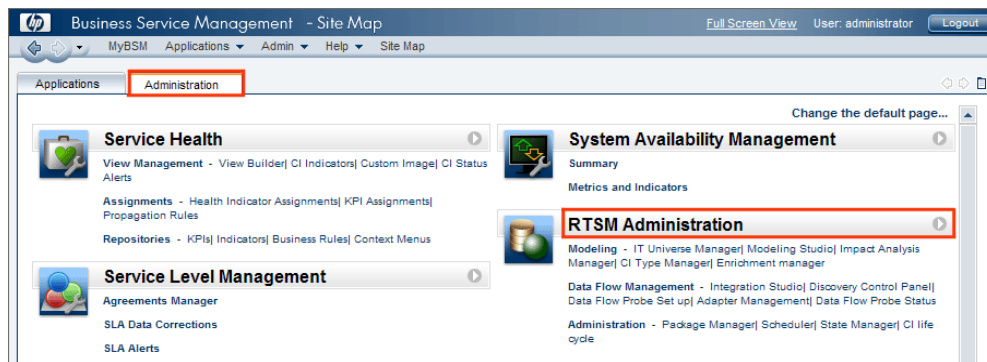 hp Business Service Management - Site Map
Full Screen View User: administrator Logout
MyBSM Applications Admin Help Site Map
Applications Administration
Change the default page...
Service Health
View Management - View Builder| CI Indicators| Custom Image| CI Status
Alerts
Assignments - Health Indicator Assignments| KPI Assignments|
Propagation Rules
Repositories - KPIs| Indicators| Business Rules| Context Menus
Service Level Management
Agreements Manager
SLA Data Corrections
SLA Alerts
System Availability Management
Summary
Metrics and Indicators
RTSM Administration
Modeling - IT Universe Manager| Modeling Studio| Impact Analysis
Manager| CI Type Manager| Enrichment manager
Data Flow Management - Integration Studio| Discovery Control Panel|
Data Flow Probe Set up| Adapter Management| Data Flow Probe Status
Administration - Package Manager| Scheduler| State Manager| CI life
cycle